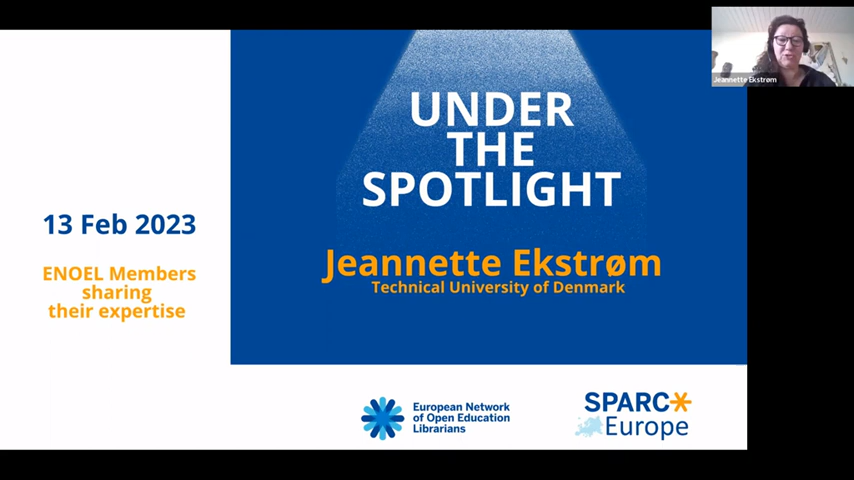 Jeannette Ekstrøm
UNDER
THE
SPOTLIGHT
13 Feb 2023
ENOEL Members
sharing
their expertise
Jeannette Ekstrøm
Technical University of Denmark
European Network
of Open Education
Librarians
SPARC
Europe